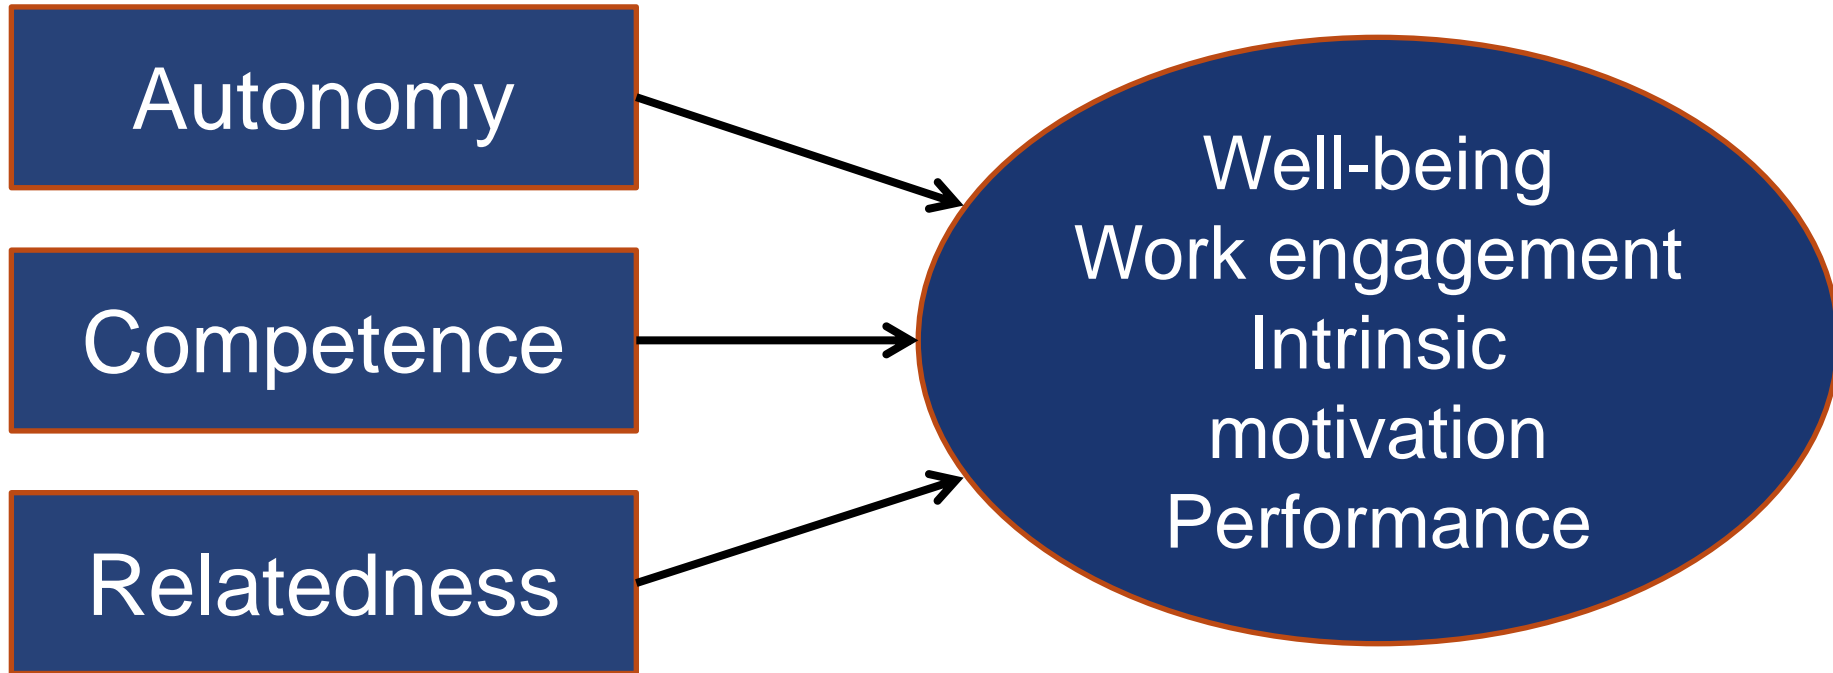 Autonomy
Competence
Relatedness
Well-being
Work engagement
Intrinsic
motivation
Performance